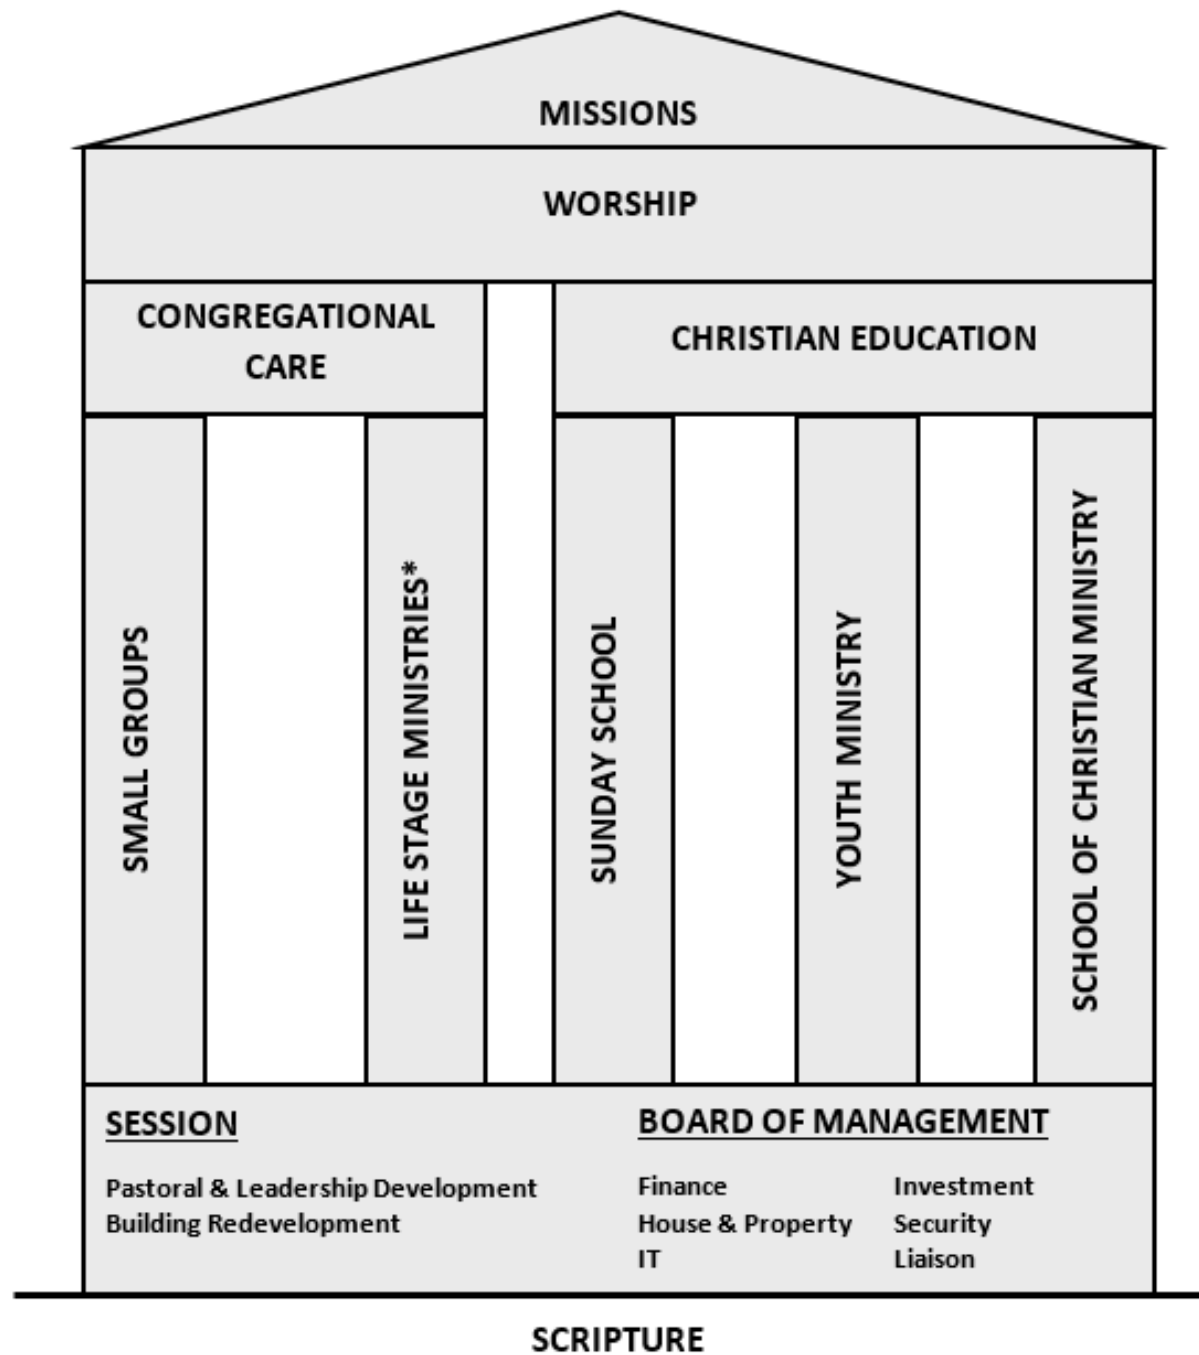 MISSIONS
WORSHIP
CONGREGATIONAL
CARE
CHRISTIAN EDUCATION
SMALL GROUPS
LIFE STAGE MINISTRIES*
SUNDAY SCHOOL
YOUTH MINISTRY
SCHOOL OF CHRISTIAN MINISTRY
SESSION
Pastoral & Leadership Development
Building Redevelopment
BOARD OF MANAGEMENT
Finance
House & Property
IT
Investment
Security
Liaison
SCRIPTURE